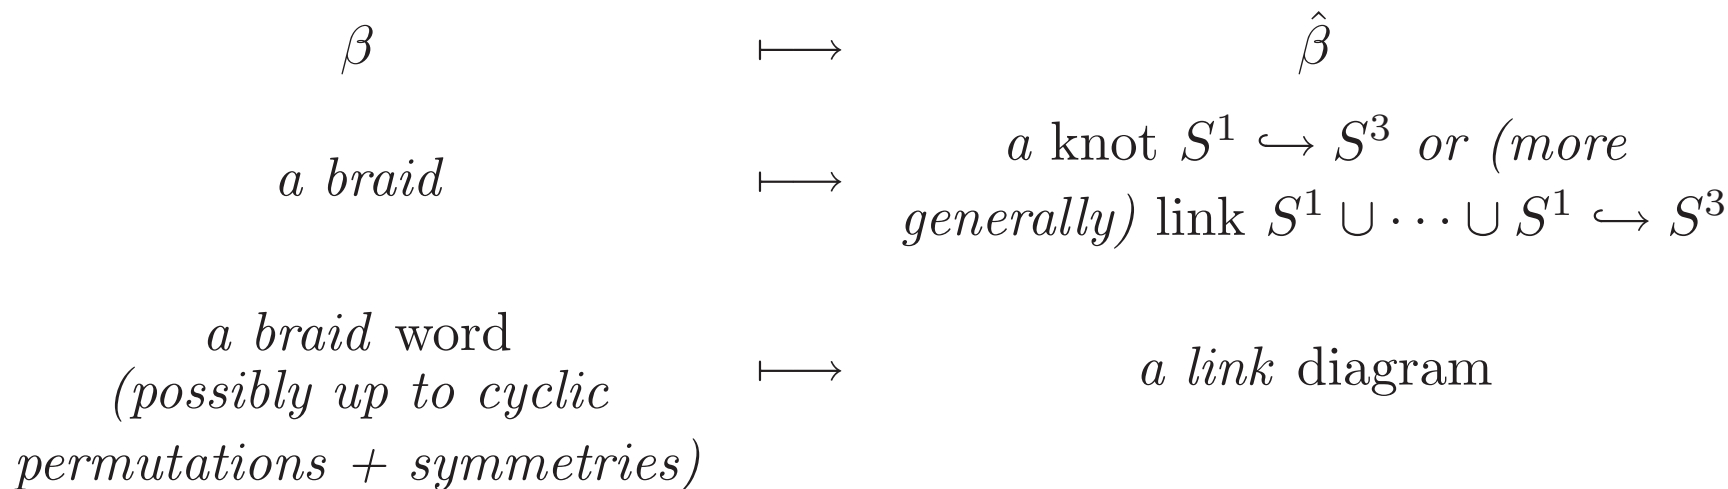 β ⟼ β̂
a knot S¹ ↪ S³ or (more
a braid ⟼
generally) link S¹ ∪ ⋯ ∪ S¹ ↪ S³
a braid word
(possibly up to cyclic ⟼ a link diagram
permutations + symmetries)